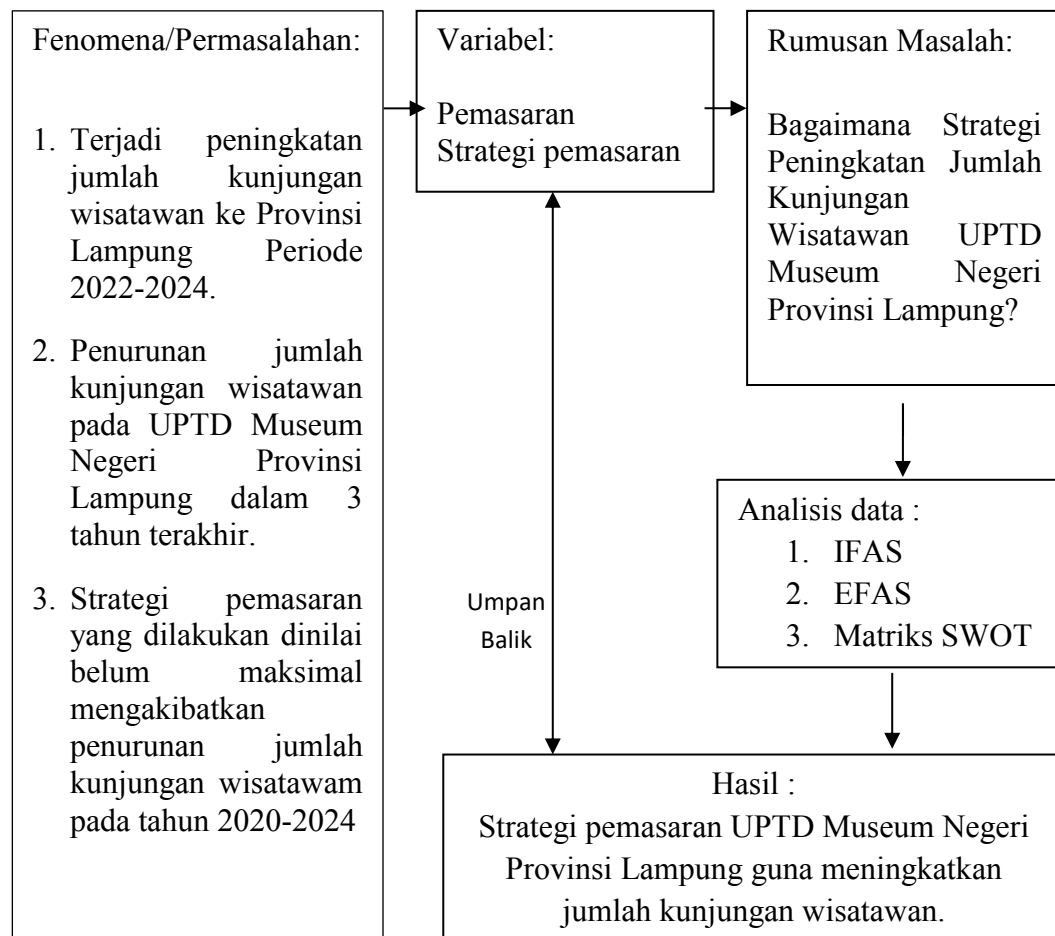 Fenomena/Permasalahan:
1. Terjadi peningkatan
jumlah kunjungan
wisatawan ke Provinsi
Lampung Periode
2022-2024.
2. Penurunan jumlah
kunjungan wisatawan
pada UPTD Museum
Negeri Provinsi
Lampung dalam 3
tahun terakhir.
3. Strategi pemasaran
yang dilakukan dinilai
belum maksimal
mengakibatkan
penurunan jumlah
kunjungan wisatawam
pada tahun 2020-2024
Variabel:
Pemasaran
Strategi pemasaran
Rumusan Masalah:
Bagaimana Strategi
Peningkatan Jumlah
Kunjungan
Wisatawan UPTD
Museum Negeri
Provinsi Lampung?
Analisis data :
1. IFAS
2. EFAS
3. Matriks SWOT
Umpan
Balik
Hasil :
Strategi pemasaran UPTD Museum Negeri
Provinsi Lampung guna meningkatkan
jumlah kunjungan wisatawan.